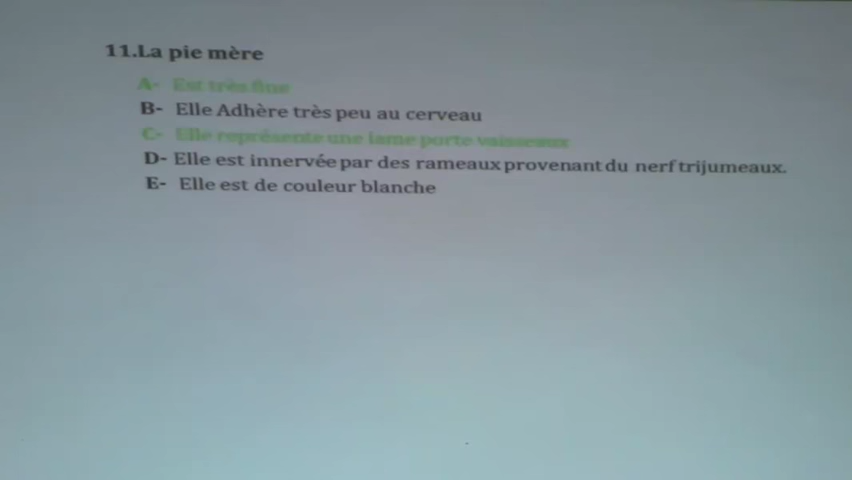 11.La pie mère
A- Est très fine
B- Elle Adhère très peu au cerveau
C- Elle représente une lame porte vaisseaux
D- Elle est innervée par des rameaux provenant du nerf trijumeaux.
E- Elle est de couleur blanche